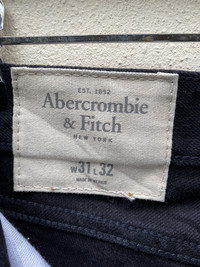 EST. 1892
Abercrombie
& Fitch
NEW YORK
W31 L32